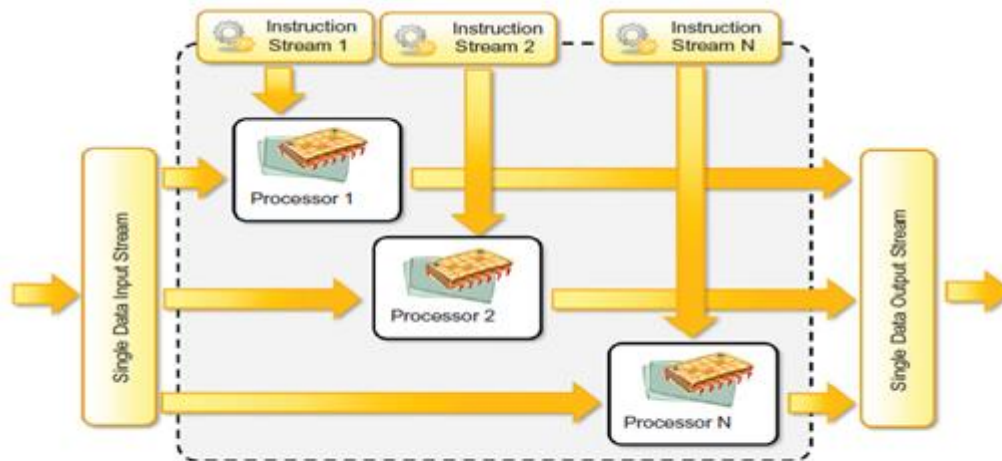 Instruction
Stream 1
Instruction
Stream 2
Instruction
Stream N
Single Data Input Stream
Processor 1
Processor 2
Processor N
Single Data Output Stream